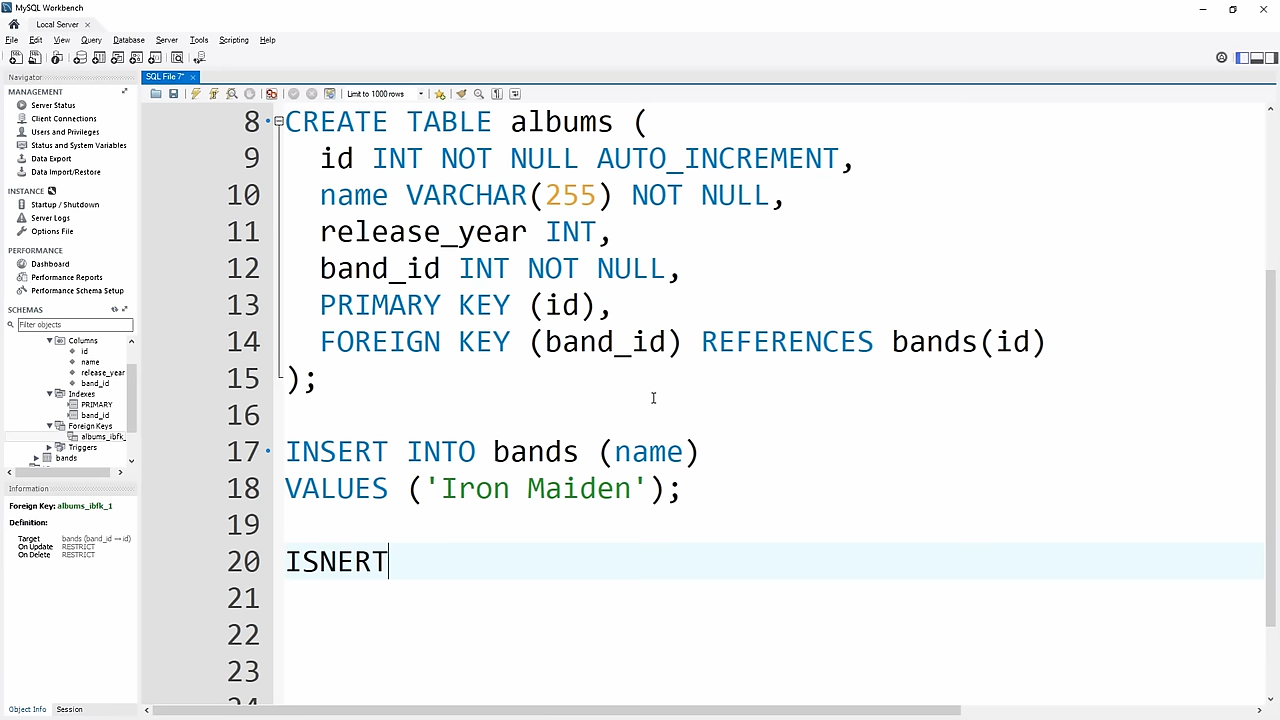 MySQL Workbench
Local Server
File Edit View Query Database Server Tools Scripting Help
Navigator
SQL File 7*
MANAGEMENT
Server Status
Client Connections
Users and Privileges
Status and System Variables
Data Export
Data Import/Restore
INSTANCE
Startup / Shutdown
Server Logs
Options File
PERFORMANCE
Dashboard
Performance Reports
Performance Schema Setup
SCHEMAS
Filter objects
Columns
id
name
release_year
band_id
Indexes
PRIMARY
band_id
Foreign Keys
albums_ibfk_
Triggers
bands
Information
Foreign Key: albums_ibfk_1
Definition:
Target bands (band_id → id)
On Update RESTRICT
On Delete RESTRICT
Object Info Session
Limit to 1000 rows
8 CREATE TABLE albums (
9 id INT NOT NULL AUTO_INCREMENT,
10 name VARCHAR(255) NOT NULL,
11 release_year INT,
12 band_id INT NOT NULL,
13 PRIMARY KEY (id),
14 FOREIGN KEY (band_id) REFERENCES bands(id)
15 );
16
17 INSERT INTO bands (name)
18 VALUES ('Iron Maiden');
19
20 ISNERT
21
22
23